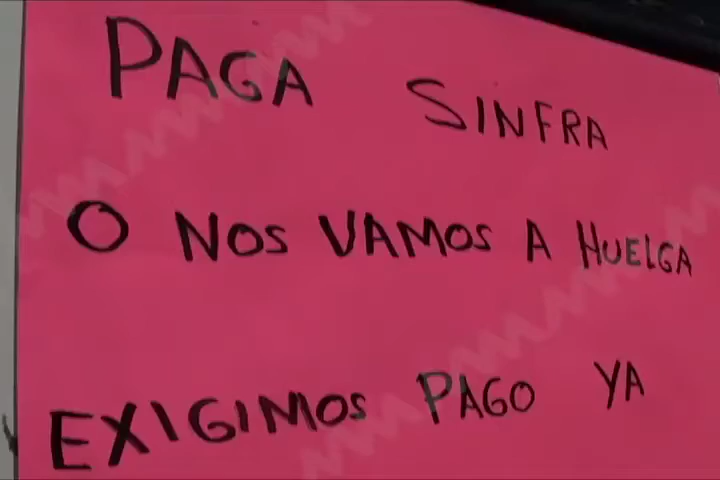 PAGA SINFRA
O NOS VAMOS A HUELGA
EXIGIMOS PAGO YA